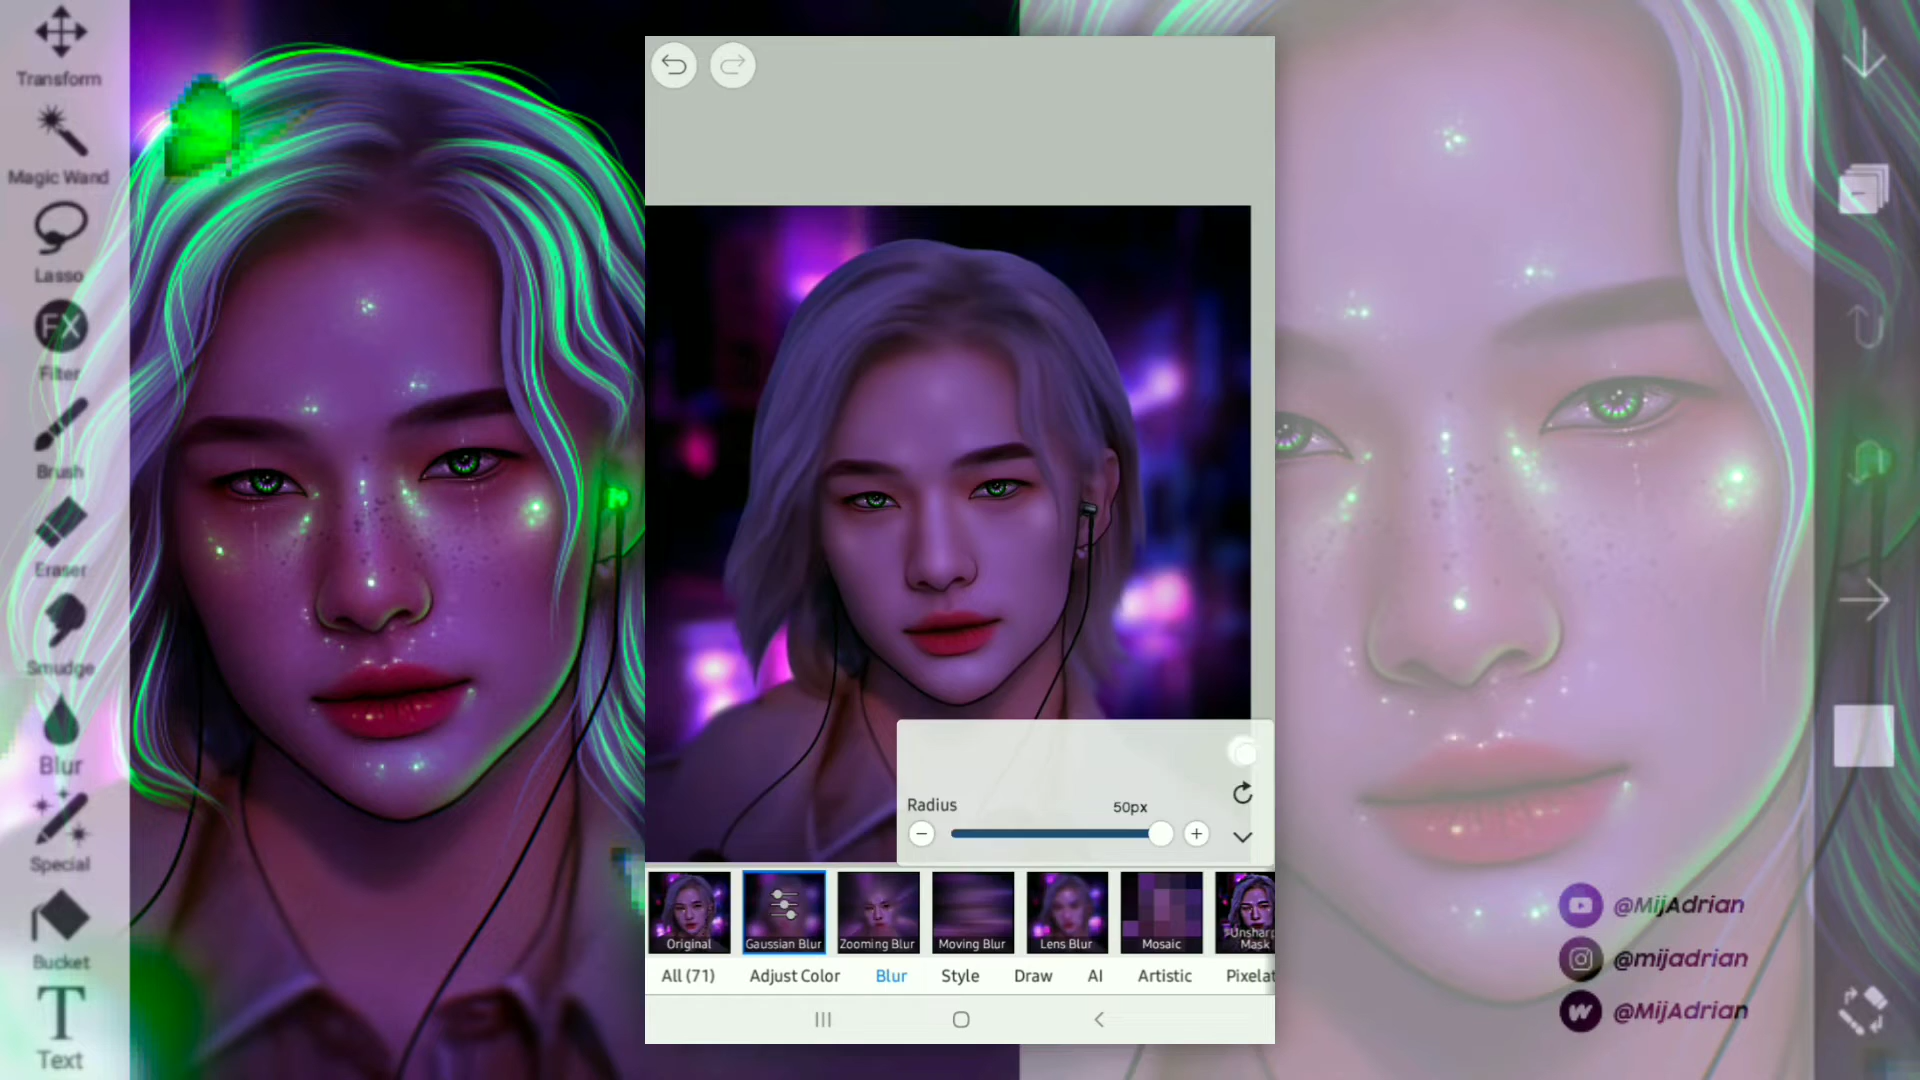 Transform
Magic Wand
Lasso
FX
Filter
Brush
Eraser
Smudge
Blur
Special
Bucket
T
Text
Radius
50px
Original
Gaussian Blur
Zooming Blur
Moving Blur
Lens Blur
Mosaic
Unsharp
Mask
All (71)
Adjust Color
Blur
Style
Draw
AI
Artistic
Pixelat
@MijAdrian
@mijadrian
@MijAdrian